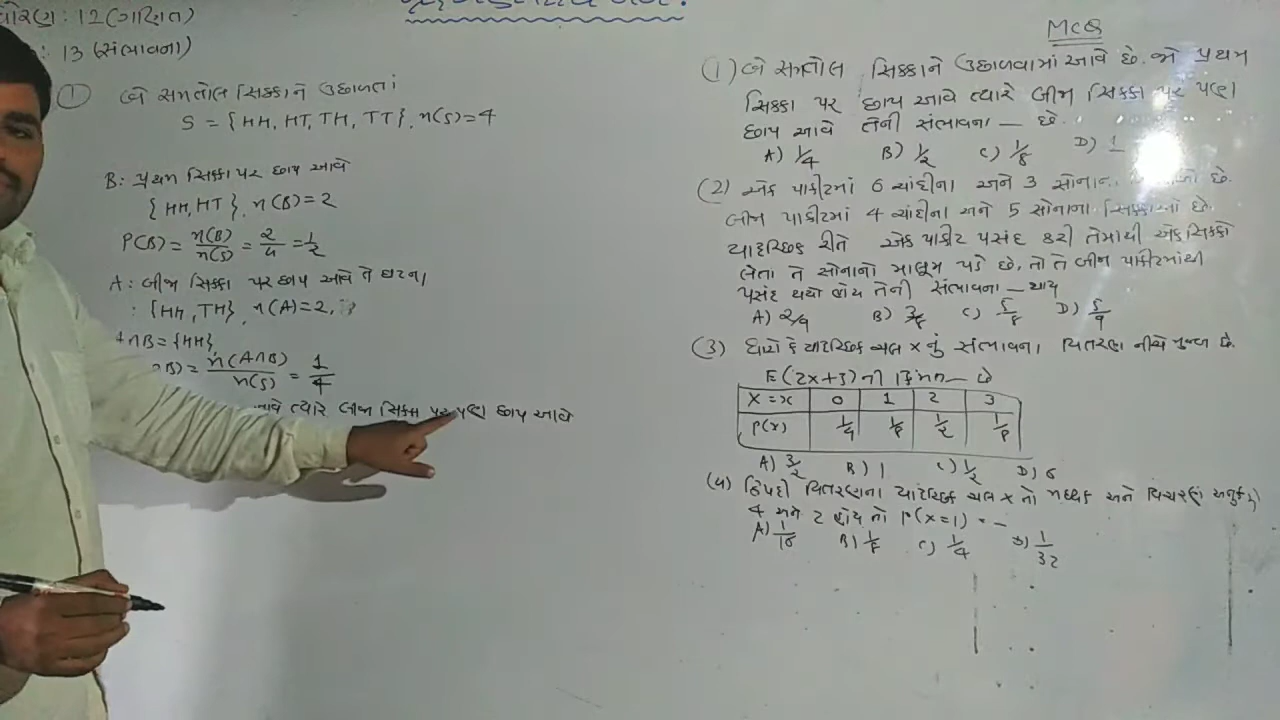 ધોરણ : 12 (ગણિત)
: 13 (સંભાવના)
① બે સમતોલ સિક્કાને ઉછાળતાં
S = {HH, HT, TH, TT}, n(S)=4
B: પ્રથમ સિક્કા પર છાપ આવે
{HH, HT}, n(B)=2
P(B) = n(B)/n(S) = 2/4 = 1/2
A: બીજા સિક્કા પર છાપ આવે તે ઘટના
: {HH, TH}, n(A)=2,
A∩B = {HH}
∩B) = n(A∩B)/n(S) = 1/4
આવે ત્યારે બીજા સિક્કા પર પણ છાપ આવે
MCQ
(1) બે સમતોલ સિક્કાને ઉછાળવામાં આવે છે. જો પ્રથમ
સિક્કા પર છાપ આવે ત્યારે બીજા સિક્કા પર પણ
છાપ આવે તેની સંભાવના — છે.
A) 1/4 B) 1/2 C) 1/8 D) 1
(2) એક પાકીટમાં 6 ચાંદીના અને 3 સોનાના છે.
બીજા પાકીટમાં 4 ચાંદીના અને 5 સોનાના સિક્કાઓ છે.
યાદૃચ્છિક રીતે એક પાકીટ પસંદ કરી તેમાંથી એક સિક્કો
લેતા તે સોનાનો માલૂમ પડે છે, તો તે બીજા પાકીટમાંથી
પસંદ થયો હોય તેની સંભાવના — થાય
A) 2/9 B) 3/8 C) 5/8 D) 5/9
(3) ધારો કે યાદૃચ્છિક ચલ X નું સંભાવના વિતરણ નીચે મુજબ છે.
E(2X+3) ની કિંમત — છે
X=x 0 1 2 3
P(X) 1/4 1/8 1/2 1/8
A) 3/2 B) 1 C) 1/2 D) 6
(4) દ્વિપદી વિતરણના યાદૃચ્છિક ચલ X નો મધ્યક અને વિચરણ અનુક્રમે
4 અને 2 હોય તો P(X=1) = —
A) 1/16 B) 1/8 C) 1/4 D) 1/32